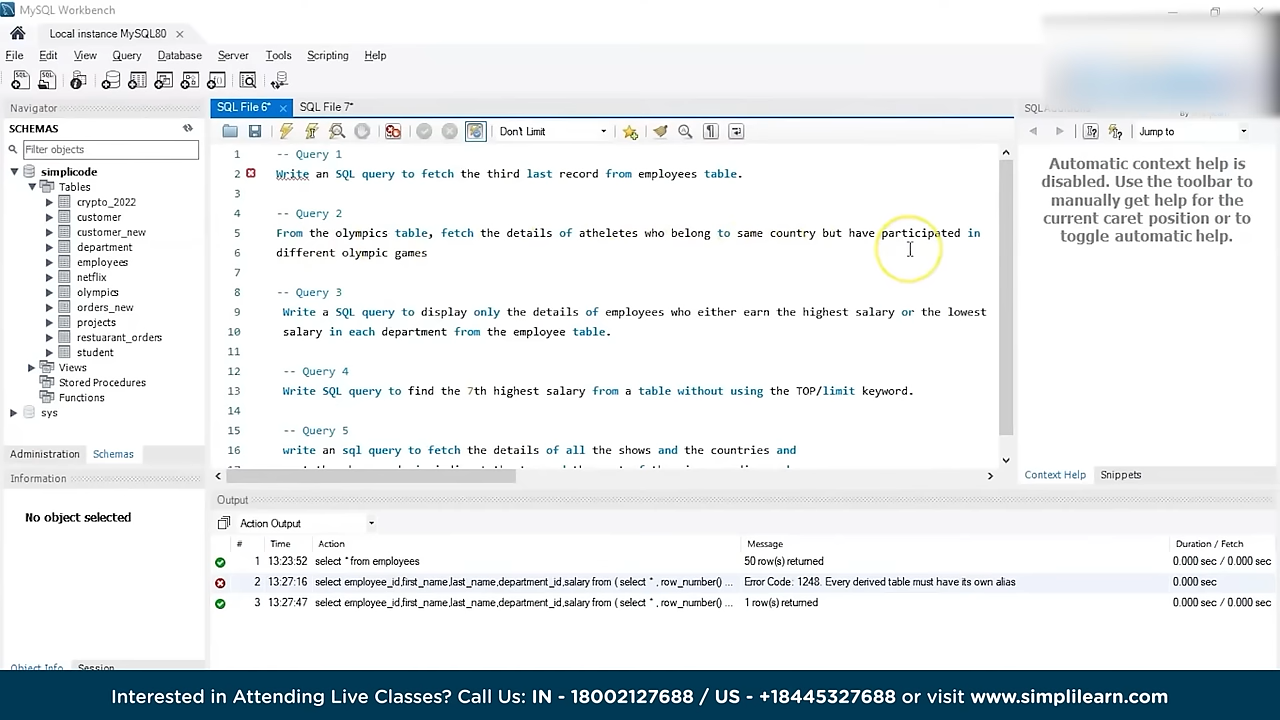 MySQL Workbench
Local instance MySQL80
File Edit View Query Database Server Tools Scripting Help
Navigator
SCHEMAS
Filter objects
simplicode
Tables
crypto_2022
customer
customer_new
department
employees
netflix
olympics
orders_new
projects
restuarant_orders
student
Views
Stored Procedures
Functions
sys
Administration Schemas
Information
No object selected
Object Info Session
SQL File 6* SQL File 7*
Don't Limit
1 -- Query 1
2 Write an SQL query to fetch the third last record from employees table.
3
4 -- Query 2
5 From the olympics table, fetch the details of atheletes who belong to same country but have participated in
6 different olympic games
7
8 -- Query 3
9 Write a SQL query to display only the details of employees who either earn the highest salary or the lowest
10 salary in each department from the employee table.
11
12 -- Query 4
13 Write SQL query to find the 7th highest salary from a table without using the TOP/limit keyword.
14
15 -- Query 5
16 write an sql query to fetch the details of all the shows and the countries and
Jump to
Automatic context help is
disabled. Use the toolbar to
manually get help for the
current caret position or to
toggle automatic help.
Context Help Snippets
Output
Action Output
# Time Action Message Duration / Fetch
1 13:23:52 select * from employees 50 row(s) returned 0.000 sec / 0.000 sec
2 13:27:16 select employee_id,first_name,last_name,department_id,salary from ( select * , row_number() ... Error Code: 1248. Every derived table must have its own alias 0.000 sec
3 13:27:47 select employee_id,first_name,last_name,department_id,salary from ( select * , row_number() ... 1 row(s) returned 0.000 sec / 0.000 sec
Interested in Attending Live Classes? Call Us: IN - 18002127688 / US - +18445327688 or visit www.simplilearn.com